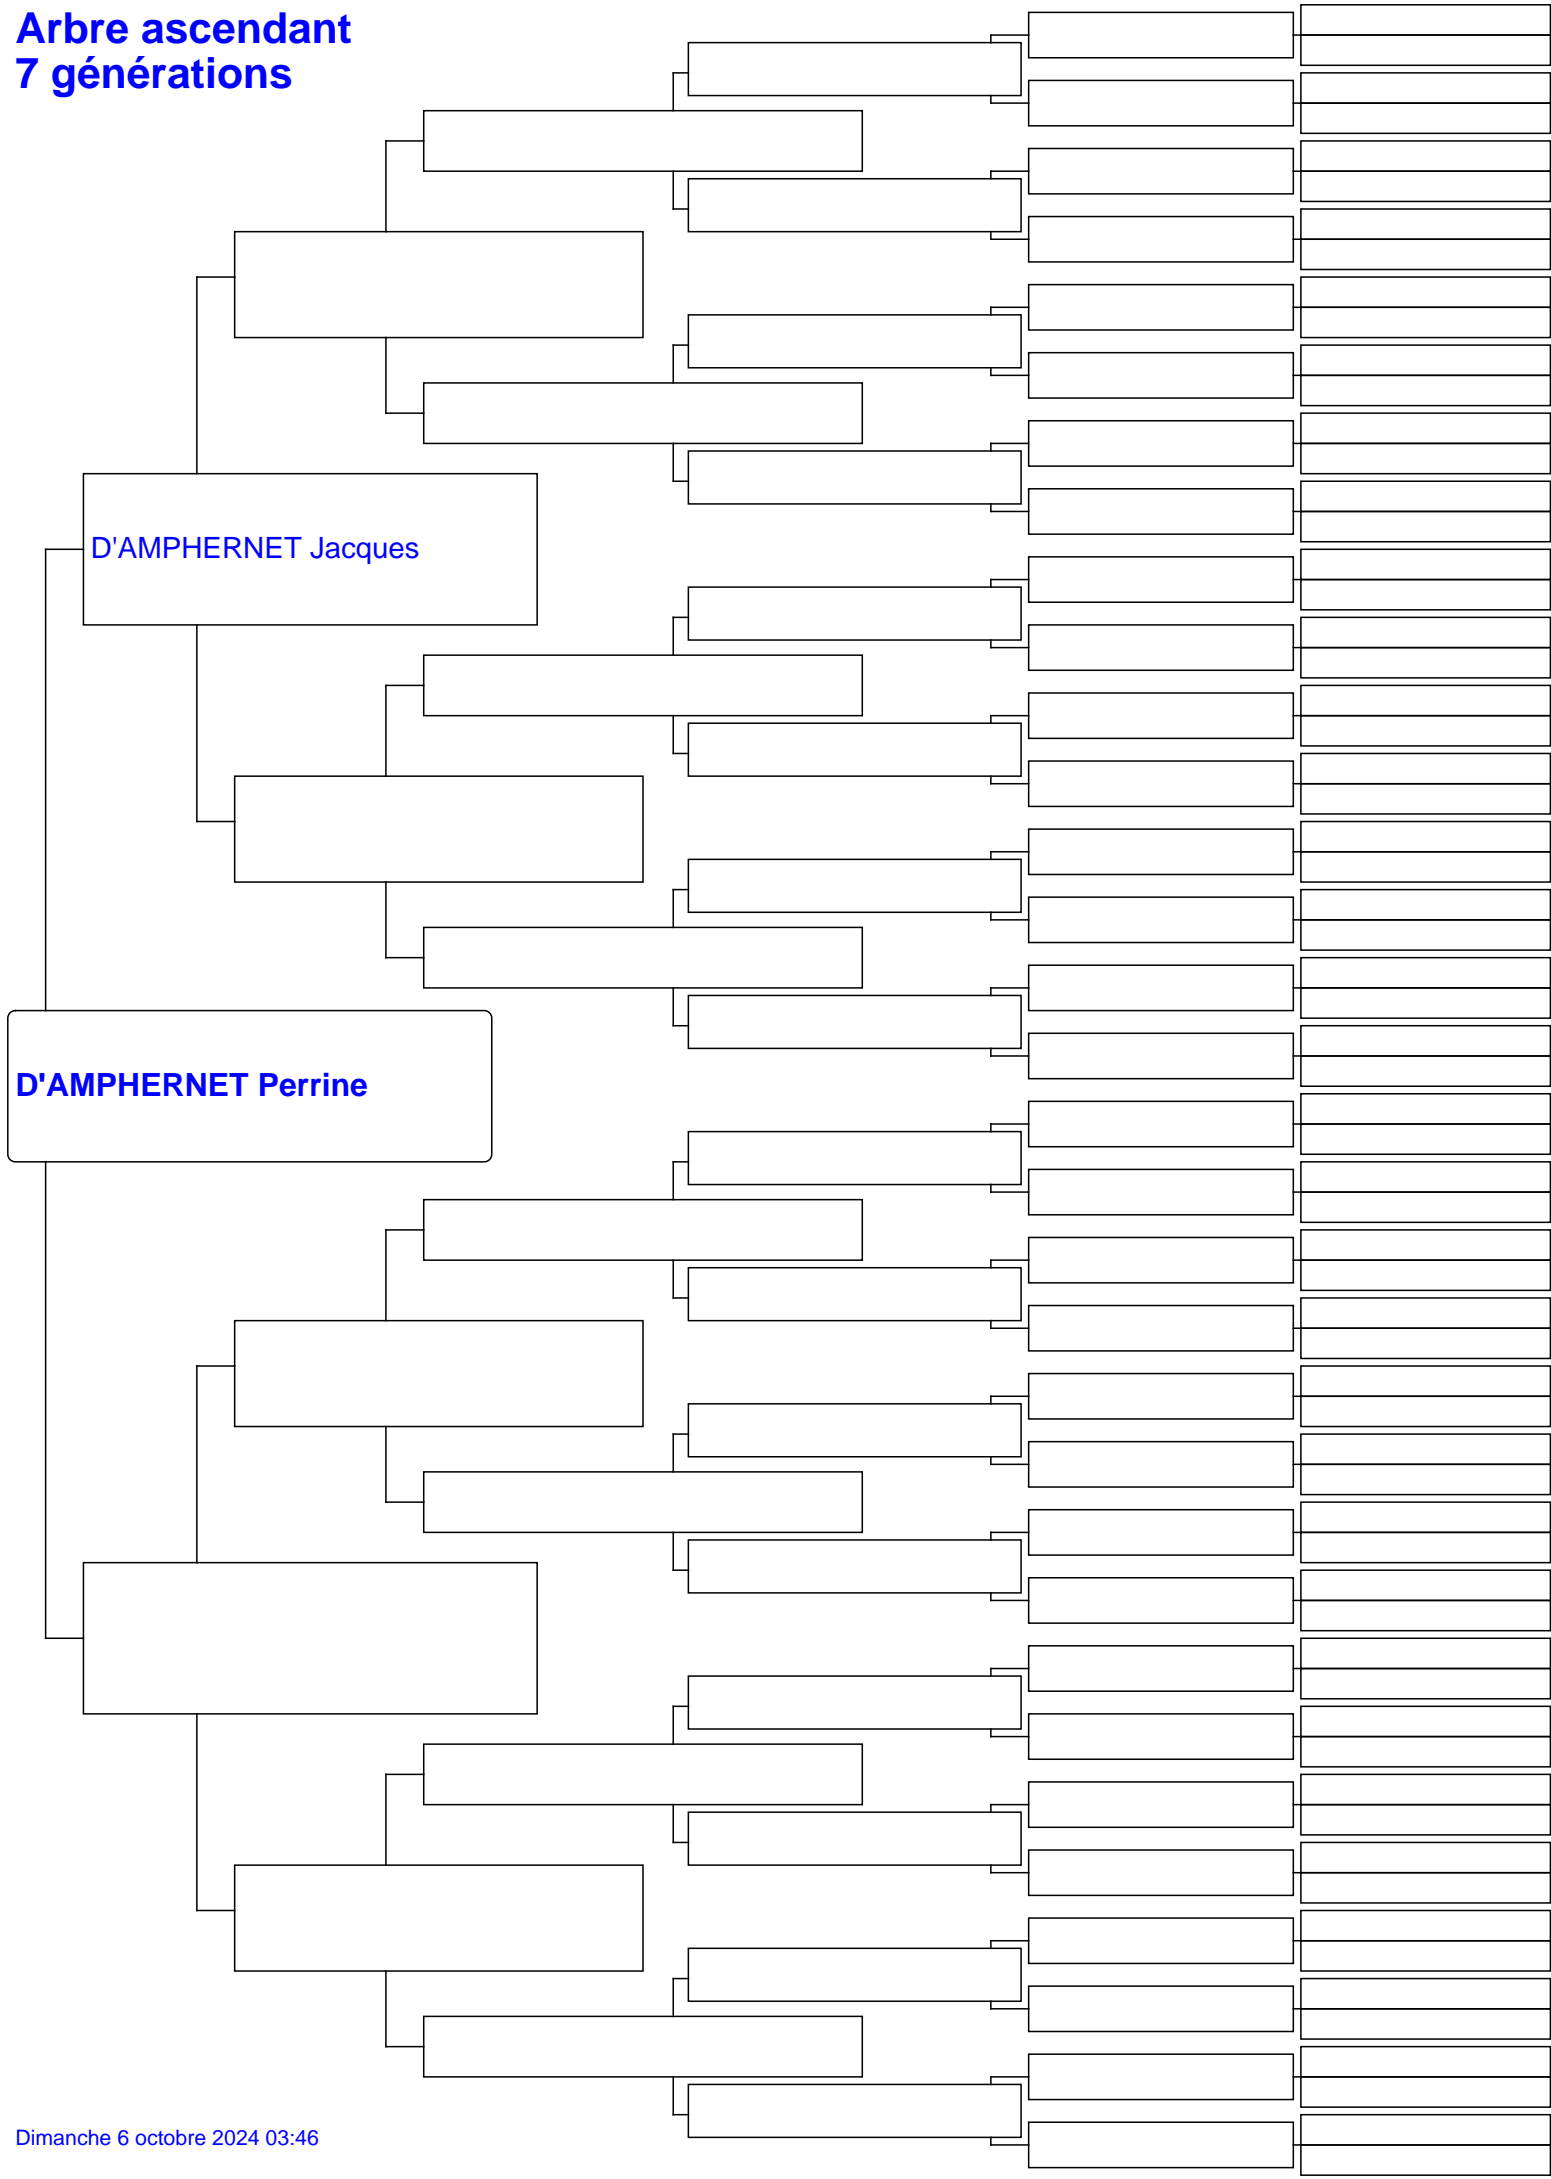 Arbre ascendant
7 générations
D'AMPHERNET Jacques
D'AMPHERNET Perrine
Dimanche 6 octobre 2024 03:46